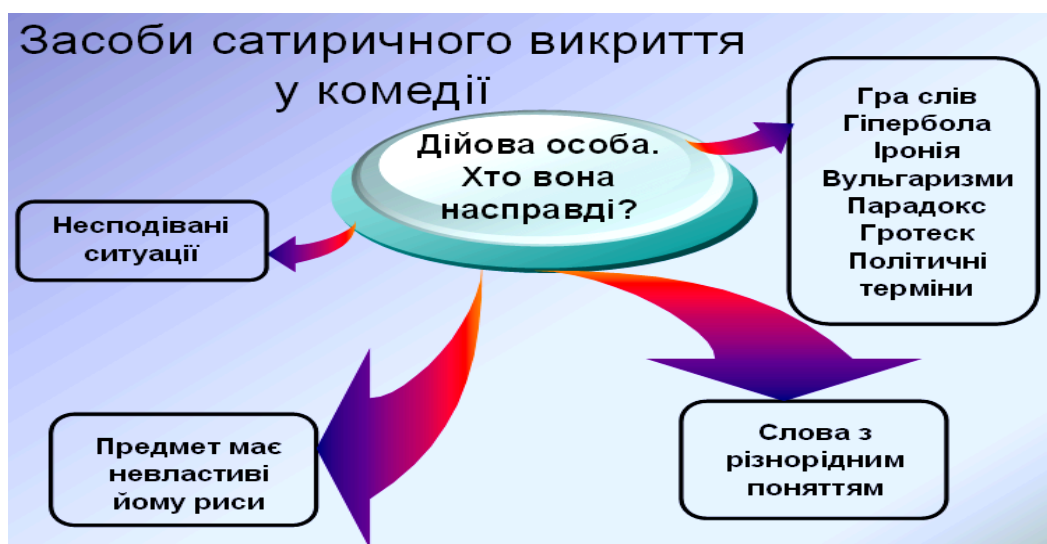 Засоби сатиричного викриття
у комедії
Дійова особа.
Хто вона
насправді?
Гра слів
Гіпербола
Іронія
Вульгаризми
Парадокс
Гротеск
Політичні
терміни
Несподівані
ситуації
Предмет має
невластиві
йому риси
Слова з
різнорідним
поняттям